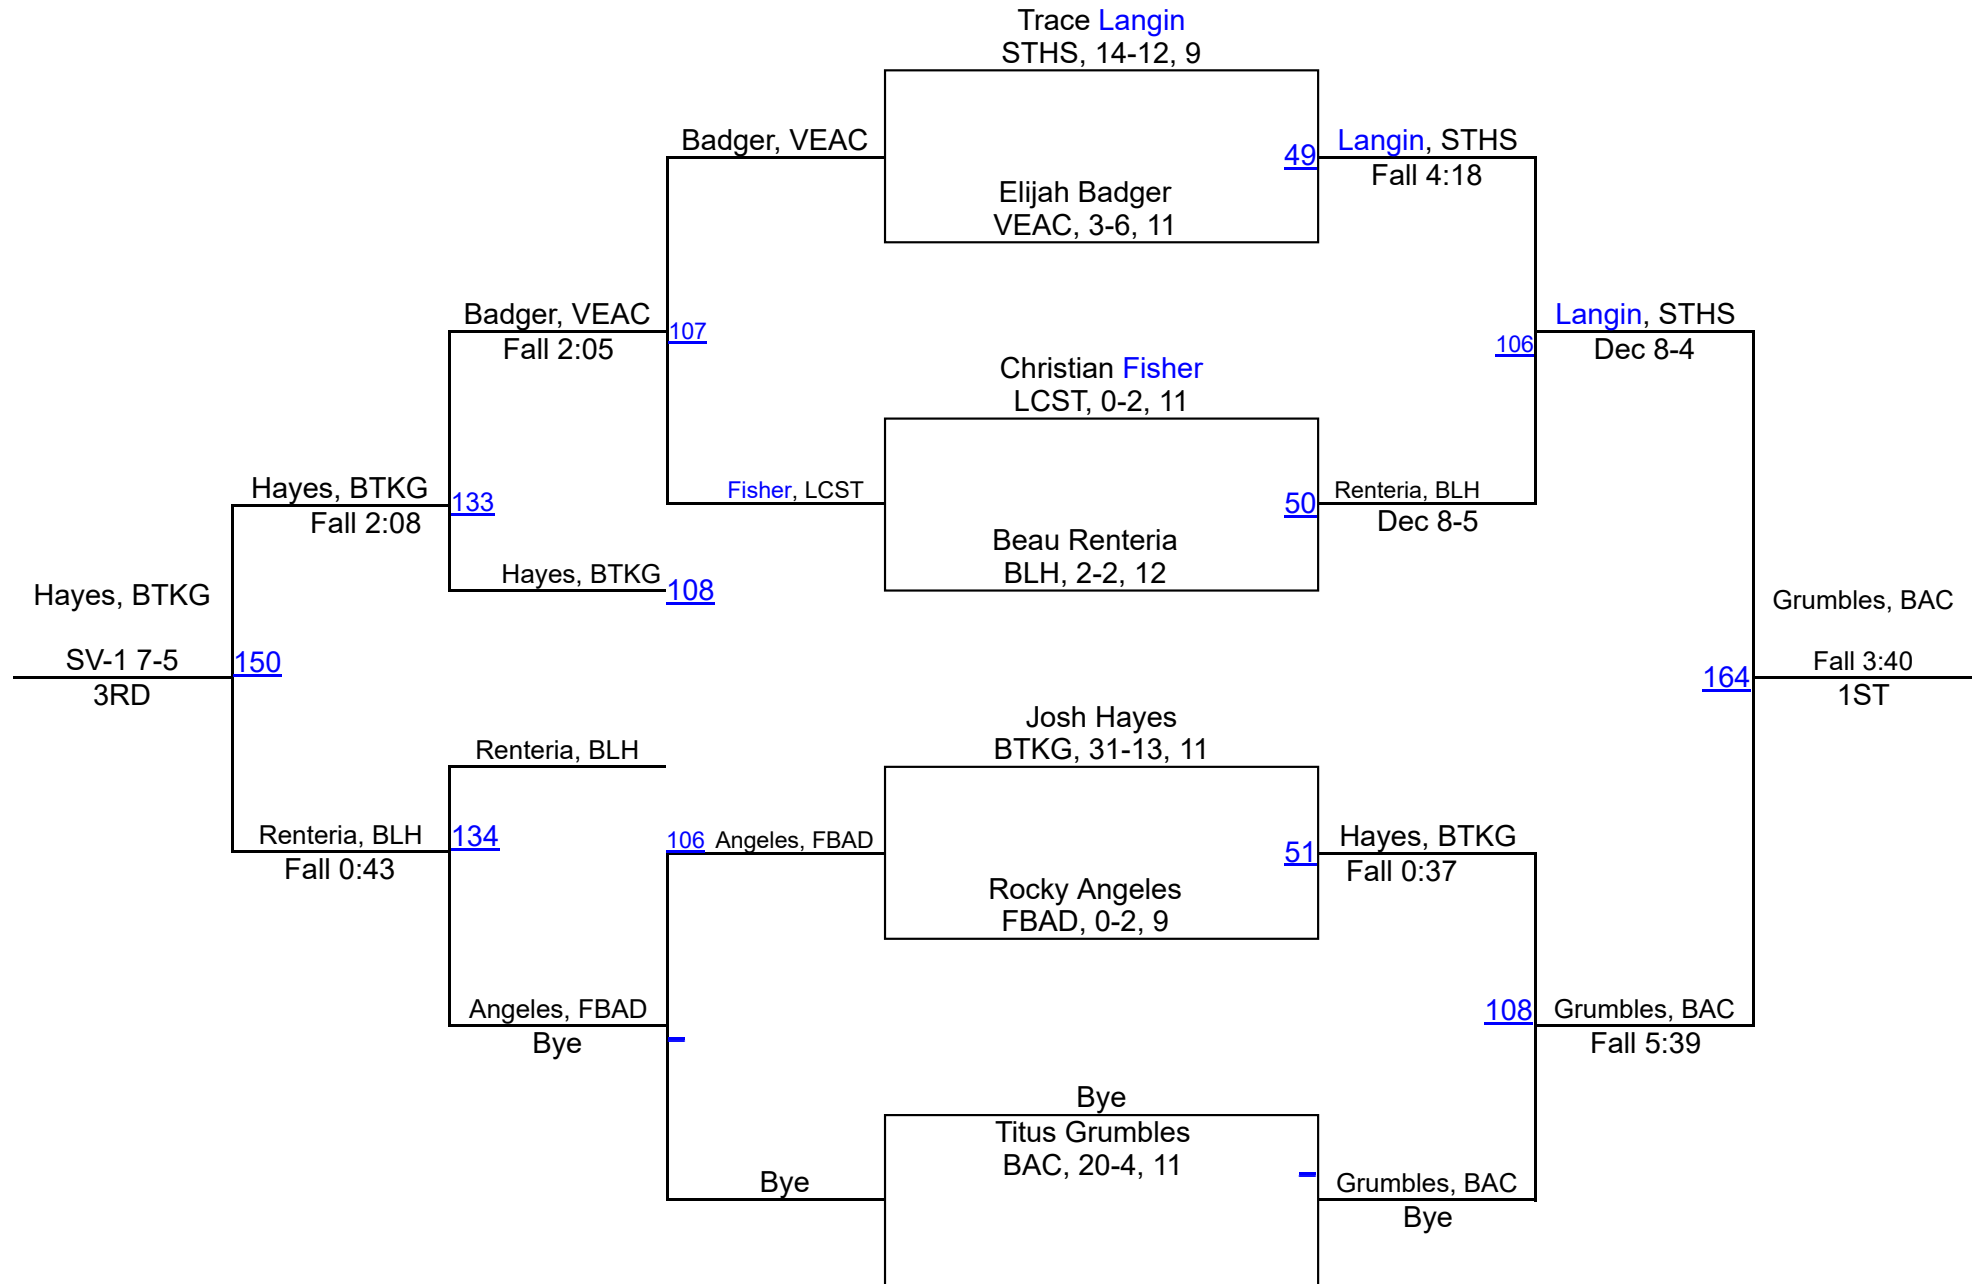 Trace Langin
STHS, 14-12, 9
Badger, VEAC
49
Langin, STHS
Fall 4:18
Elijah Badger
VEAC, 3-6, 11
Badger, VEAC
Fall 2:05
107
Langin, STHS
Dec 8-4
106
Christian Fisher
LCST, 0-2, 11
Hayes, BTKG
Fall 2:08
133
Fisher, LCST
50
Renteria, BLH
Dec 8-5
Beau Renteria
BLH, 2-2, 12
Hayes, BTKG
108
Hayes, BTKG
SV-1 7-5
3RD
150
Grumbles, BAC
Fall 3:40
1ST
164
Josh Hayes
BTKG, 31-13, 11
Renteria, BLH
Renteria, BLH
Fall 0:43
134
106
Angeles, FBAD
51
Hayes, BTKG
Fall 0:37
Rocky Angeles
FBAD, 0-2, 9
Angeles, FBAD
Bye
108
Grumbles, BAC
Fall 5:39
Bye
Titus Grumbles
BAC, 20-4, 11
Bye
Grumbles, BAC
Bye